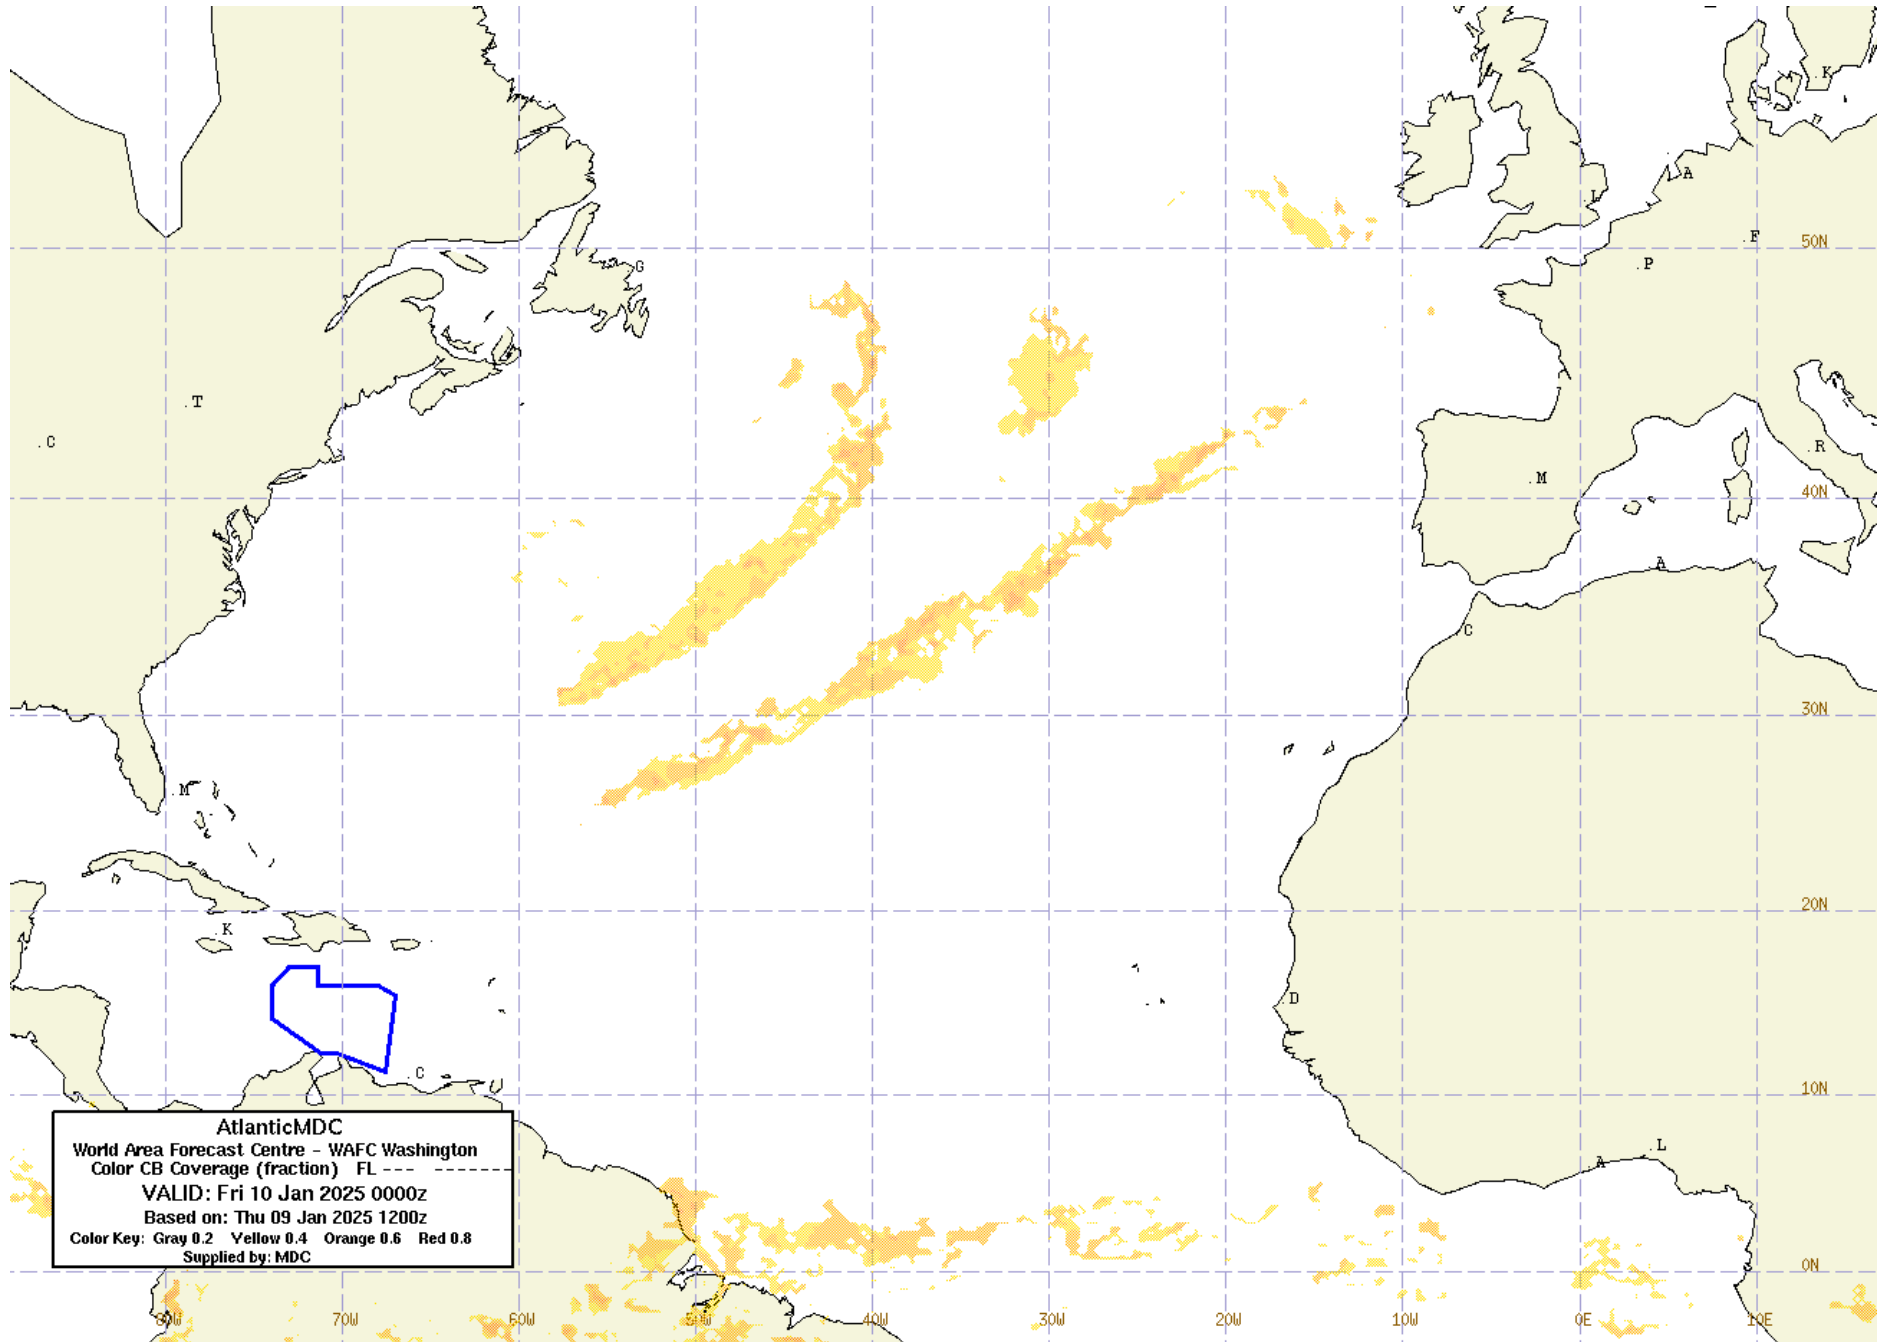 .K
.A
L
50N
.F
.P
G
.T
.C
.R
.M
40N
.A
.C
30N
.M
20N
.K
.D
.C
10N
AtlanticMDC
World Area Forecast Centre - WAFC Washington
Color CB Coverage (fraction) FL --- --------
VALID: Fri 10 Jan 2025 0000z
Based on: Thu 09 Jan 2025 1200z
Color Key: Gray 0.2 Yellow 0.4 Orange 0.6 Red 0.8
Supplied by: MDC
.L
.A
0N
80W 70W 60W 50W 40W 30W 20W 10W 0E 10E